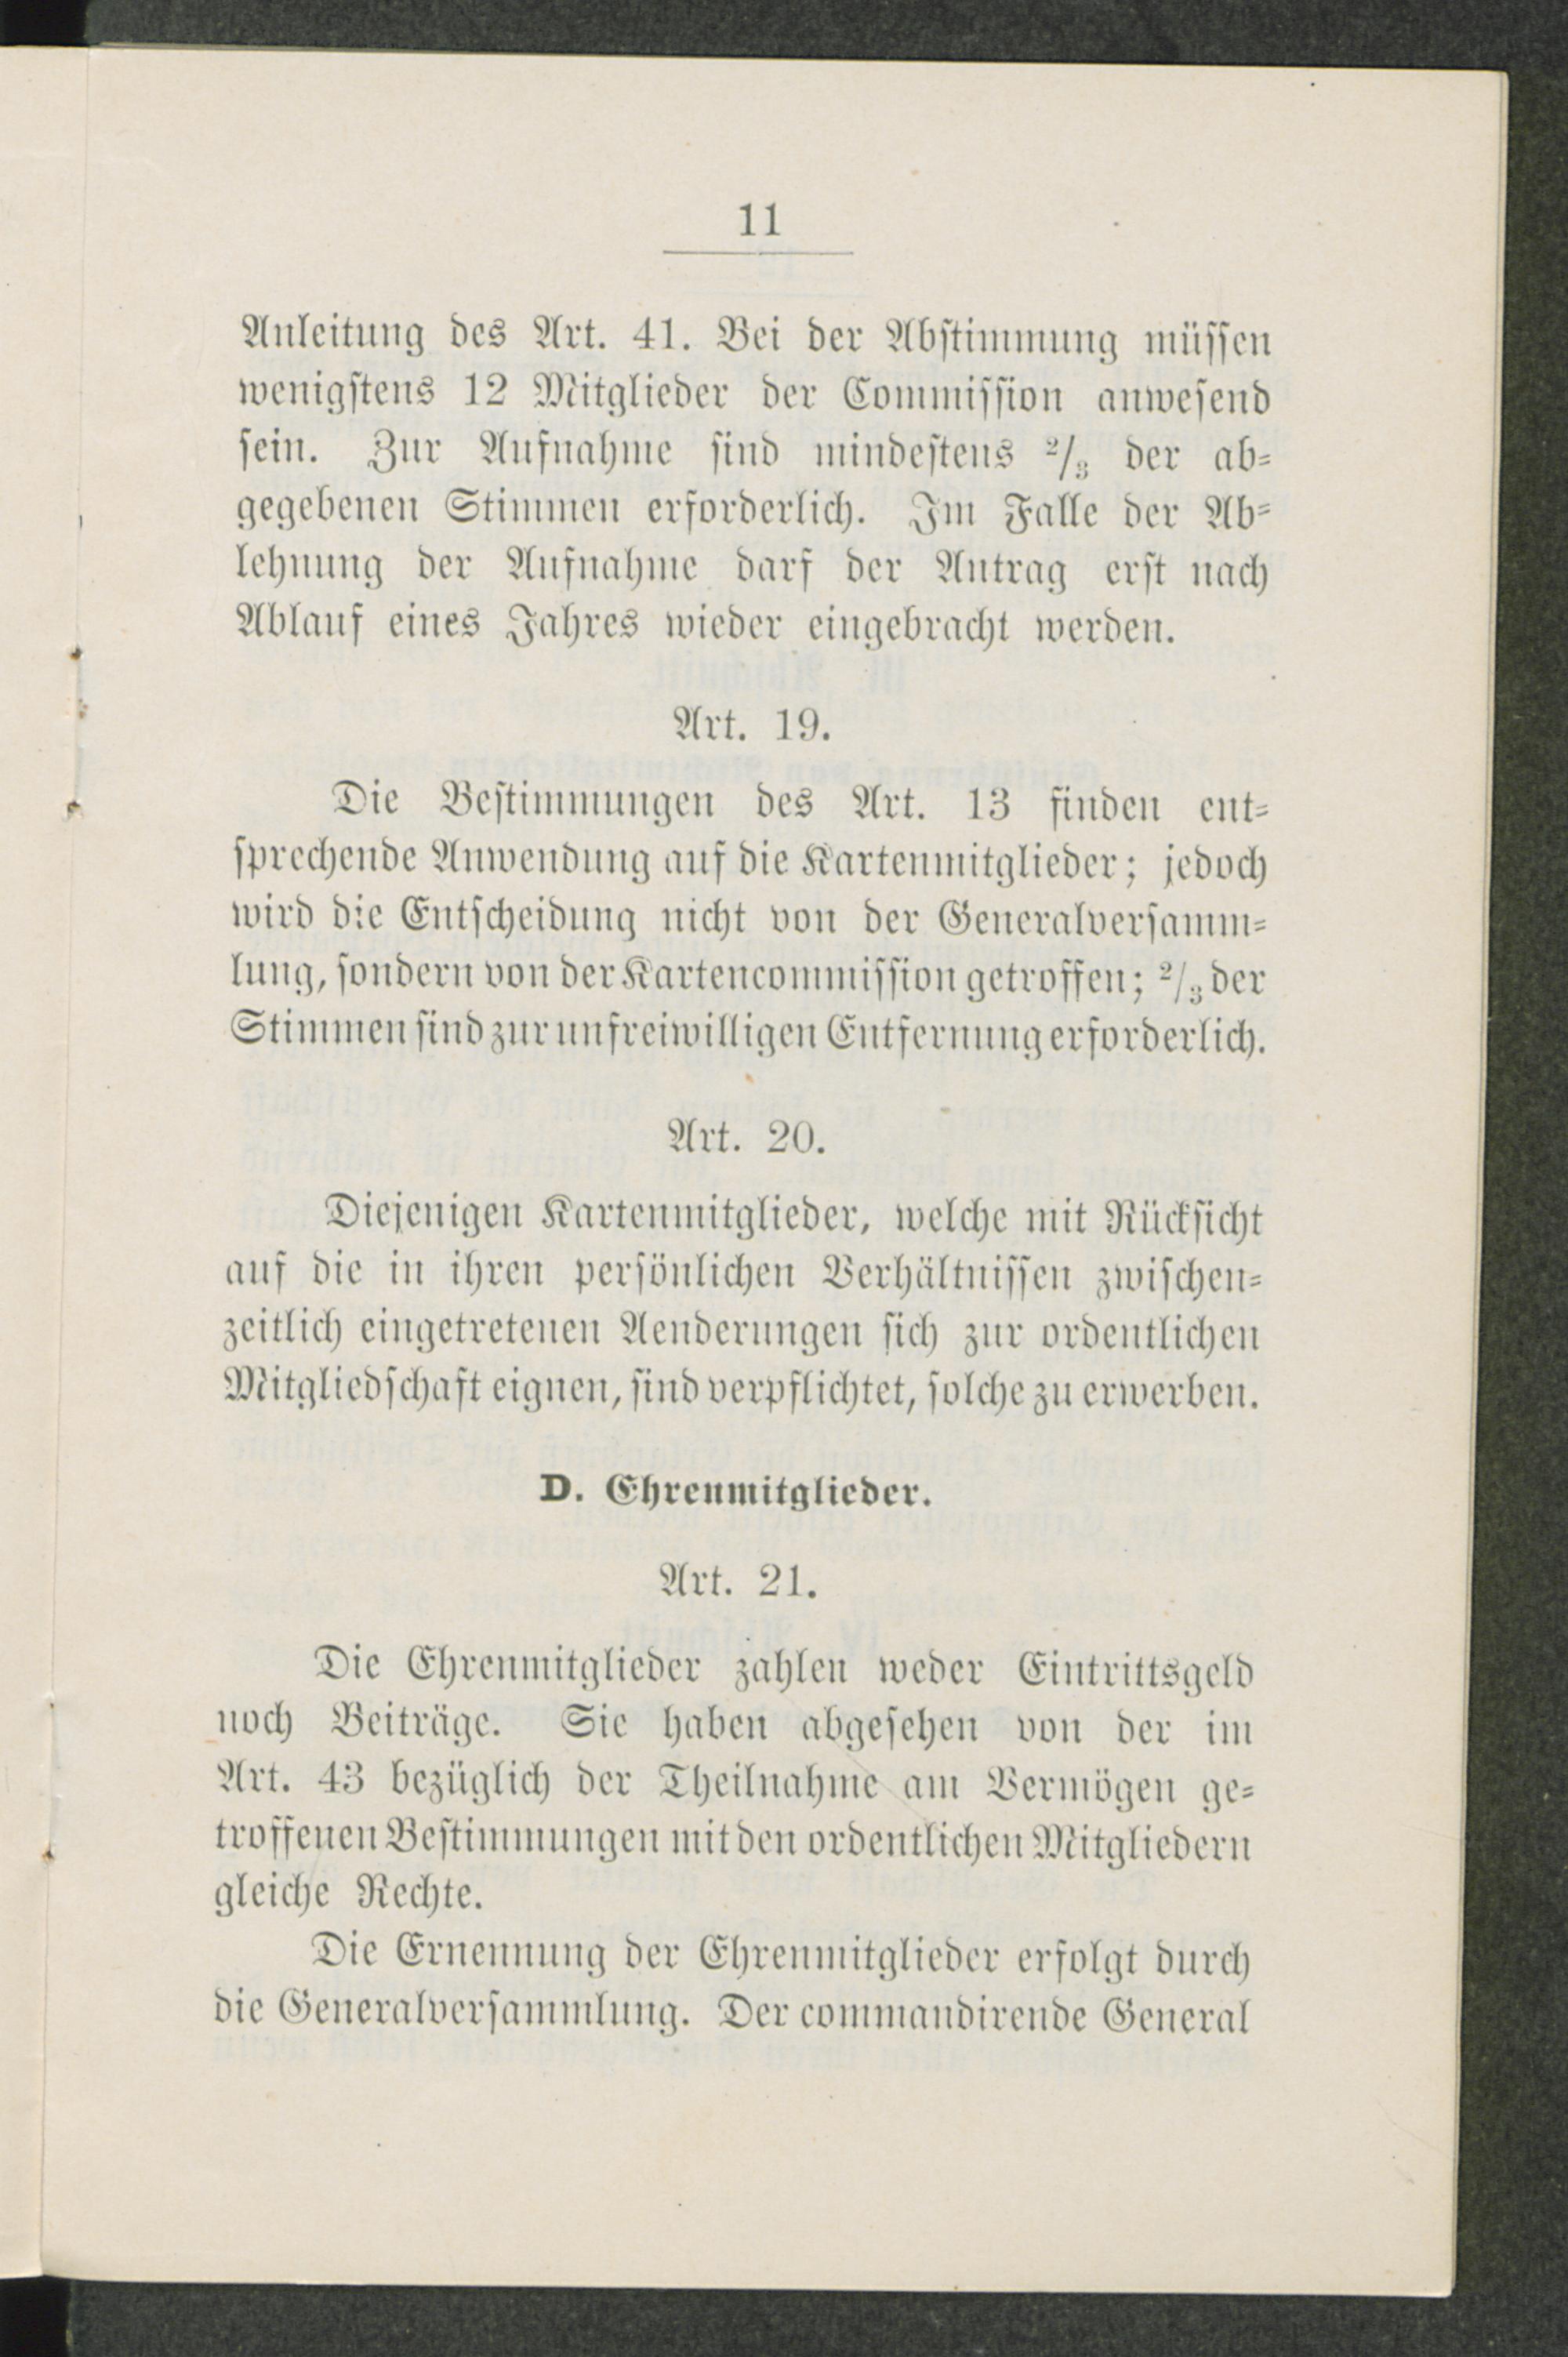 11
Anleitung des Art. 41. Bei der Abstimmung müssen
wenigstens 12 Mitglieder der Commission anwesend
sein. Zur Aufnahme sind mindestens 2/3 der ab-
gegebenen Stimmen erforderlich. Im Falle der Ab-
lehnung der Aufnahme darf der Antrag erst nach
Ablauf eines Jahres wieder eingebracht werden.
Art. 19.
Die Bestimmungen des Art. 13 finden ent-
sprechende Anwendung auf die Kartenmitglieder; jedoch
wird die Entscheidung nicht von der Generalversamm-
lung, sondern von der Kartencommission getroffen; 2/3 der
Stimmen sind zur unfreiwilligen Entfernung erforderlich.
Art. 20.
Diejenigen Kartenmitglieder, welche mit Rücksicht
auf die in ihren persönlichen Verhältnissen zwischen-
zeitlich eingetretenen Aenderungen sich zur ordentlichen
Mitgliedschaft eignen, sind verpflichtet, solche zu erwerben.
D. Ehrenmitglieder.
Art. 21.
Die Ehrenmitglieder zahlen weder Eintrittsgeld
noch Beiträge. Sie haben abgesehen von der im
Art. 43 bezüglich der Theilnahme am Vermögen ge-
troffenen Bestimmungen mit den ordentlichen Mitgliedern
gleiche Rechte.
Die Ernennung der Ehrenmitglieder erfolgt durch
die Generalversammlung. Der commandirende General